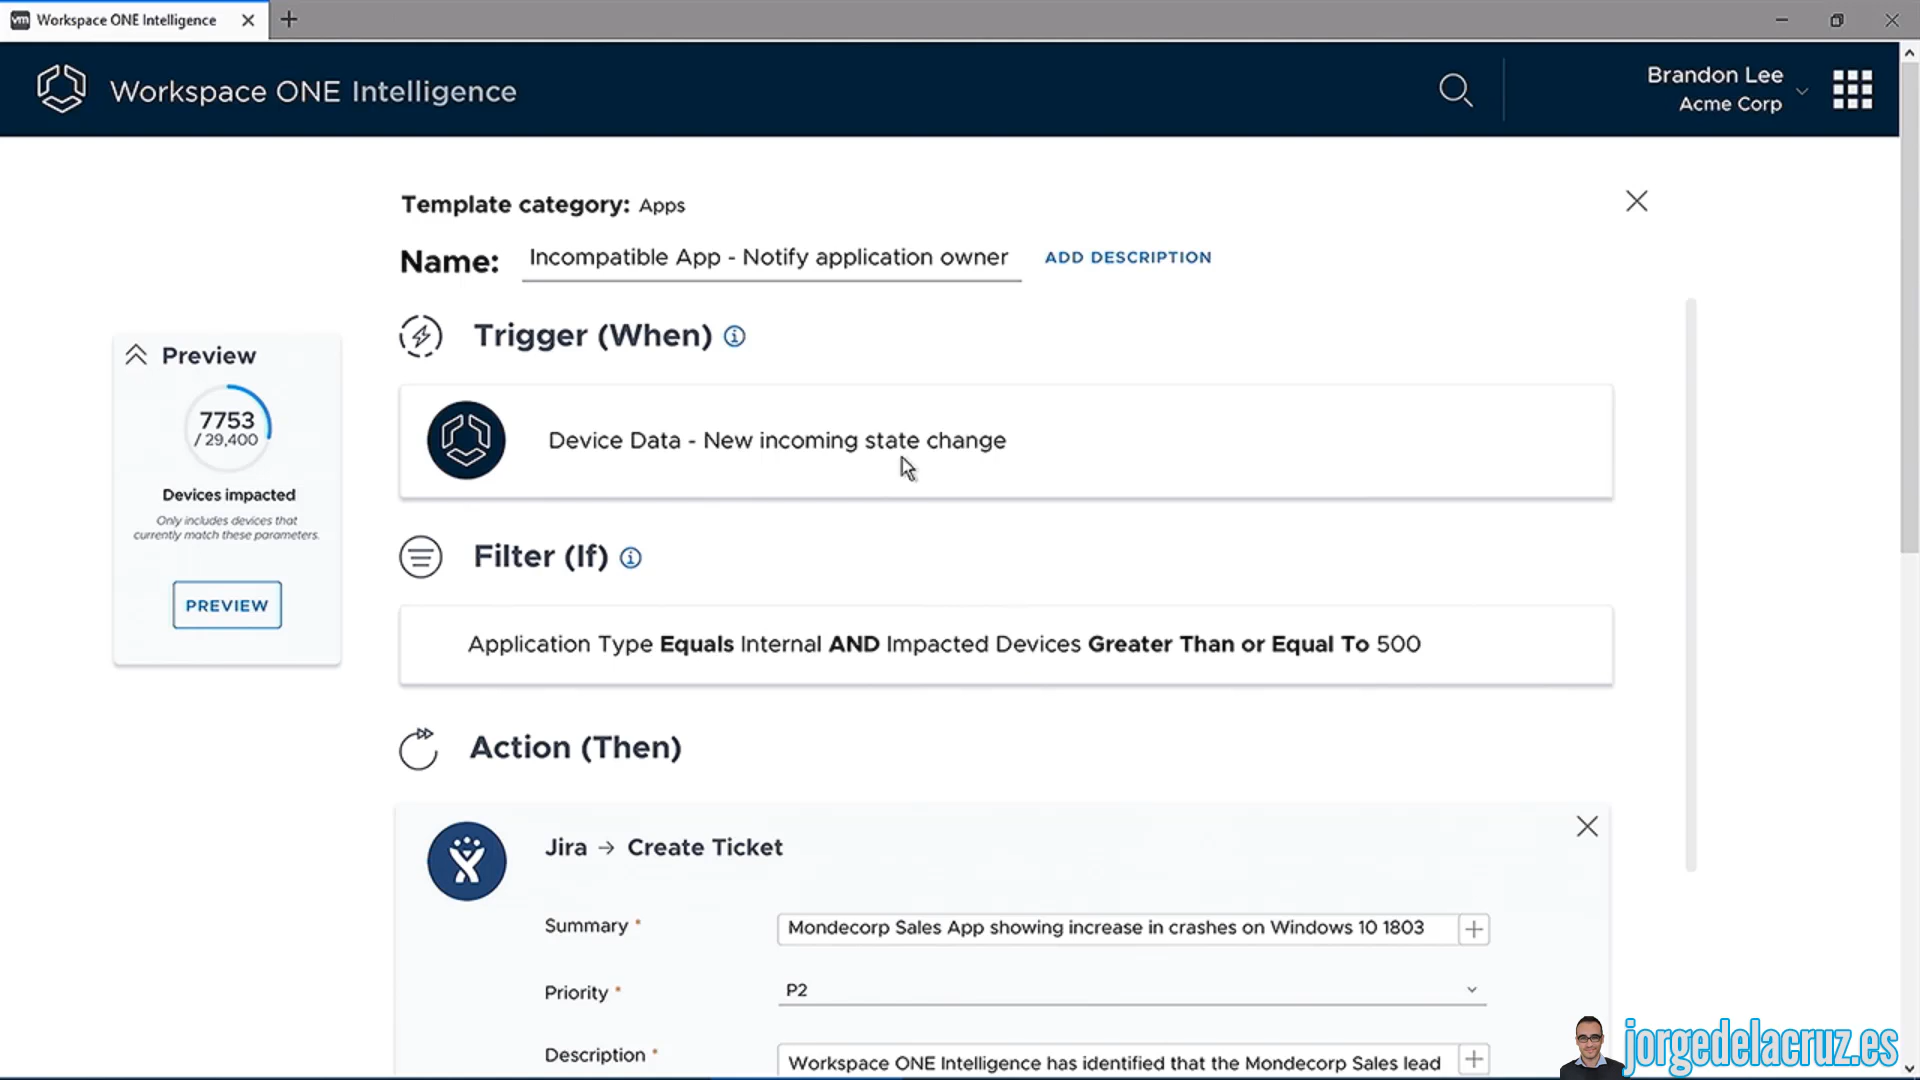 vm Workspace ONE Intelligence
Workspace ONE Intelligence
Brandon Lee
Acme Corp
Template category: Apps
Name: Incompatible App - Notify application owner ADD DESCRIPTION
Trigger (When)
Preview
7753
/ 29,400
Devices impacted
Only includes devices that
currently match these parameters.
PREVIEW
Device Data - New incoming state change
Filter (If)
Application Type Equals Internal AND Impacted Devices Greater Than or Equal To 500
Action (Then)
Jira → Create Ticket
Summary * Mondecorp Sales App showing increase in crashes on Windows 10 1803
Priority * P2
Description * Workspace ONE Intelligence has identified that the Mondecorp Sales lead
jorgedelacruz.es